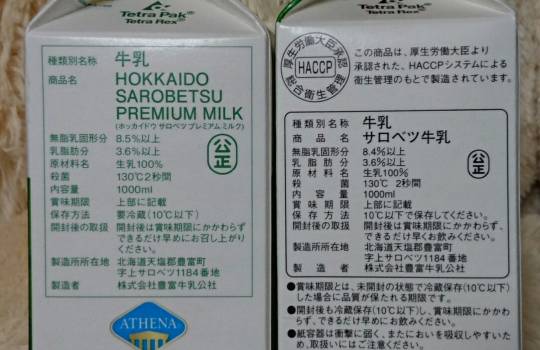 Tetra Pak®
Tetra Rex®
種類別名称 牛乳
商品名 HOKKAIDO
SAROBETSU
PREMIUM MILK
(ホッカイドウ サロベツ プレミアム ミルク)
無脂乳固形分 8.5%以上
乳脂肪分 3.6%以上
原材料名 生乳100%
殺菌 130℃2秒間
内容量 1000ml
賞味期限 上部に記載
保存方法 要冷蔵(10℃以下)
開封後の取扱 開封後は賞味期限にかかわらず、
できるだけ早めにお召し上がり
ください。
製造所所在地 北海道天塩郡豊富町
字上サロベツ1184番地
製造者 株式会社豊富牛乳公社
公正
ATHENA
Tetra Pak®
Tetra Rex®
厚生労働大臣承認
HACCP
総合衛生管理
この商品は、厚生労働大臣より
承認された、HACCPシステムによる
衛生管理のもとで製造されています。
種類別名称 牛乳
商品名 サロベツ牛乳
無脂乳固形分 8.4%以上
乳脂肪分 3.6%以上
原材料名 生乳100%
殺菌 130℃ 2秒間
内容量 1000ml
賞味期限 上部に記載
保存方法 10℃以下で保存してください。
開封後の取扱 開封後は賞味期限にかかわらず、
できるだけ早くお飲みください。
製造所所在地 北海道天塩郡豊富町
字上サロベツ1184番地
製造者 株式会社豊富牛乳公社
公正
●賞味期限とは、未開封の状態で冷蔵保存(10℃以下)
した場合に品質が保たれる期限です。
●開封後も冷蔵保存(10℃以下)し、賞味期限にかかわらず、
できるだけ早めにお飲みください。
●紙容器は衝撃に弱く、またにおいを吸収しやすいた
め、取扱いにはご注意ください。